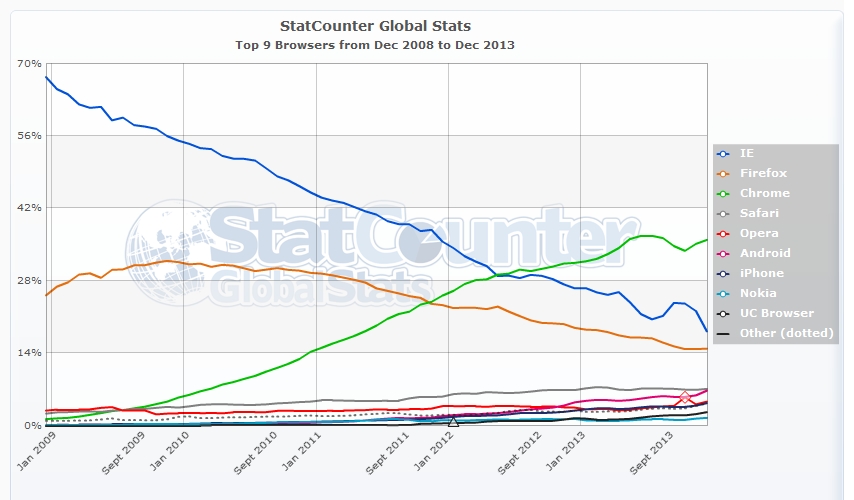 StatCounter Global Stats
Top 9 Browsers from Dec 2008 to Dec 2013
70%
56%
42%
28%
14%
0%
StatCounter
Global Stats
Jan 2009
Sept 2009
Jan 2010
Sept 2010
Jan 2011
Sept 2011
Jan 2012
Sept 2012
Jan 2013
Sept 2013
IE
Firefox
Chrome
Safari
Opera
Android
iPhone
Nokia
UC Browser
Other (dotted)